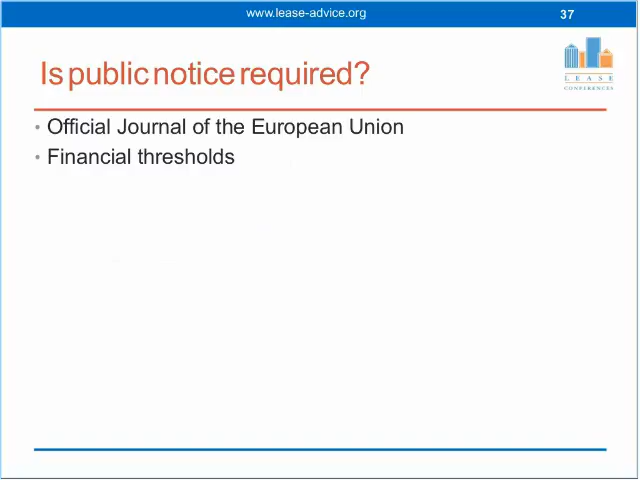 www.lease-advice.org
37
Is public notice required?
L E A S E
CONFERENCES
• Official Journal of the European Union
• Financial thresholds